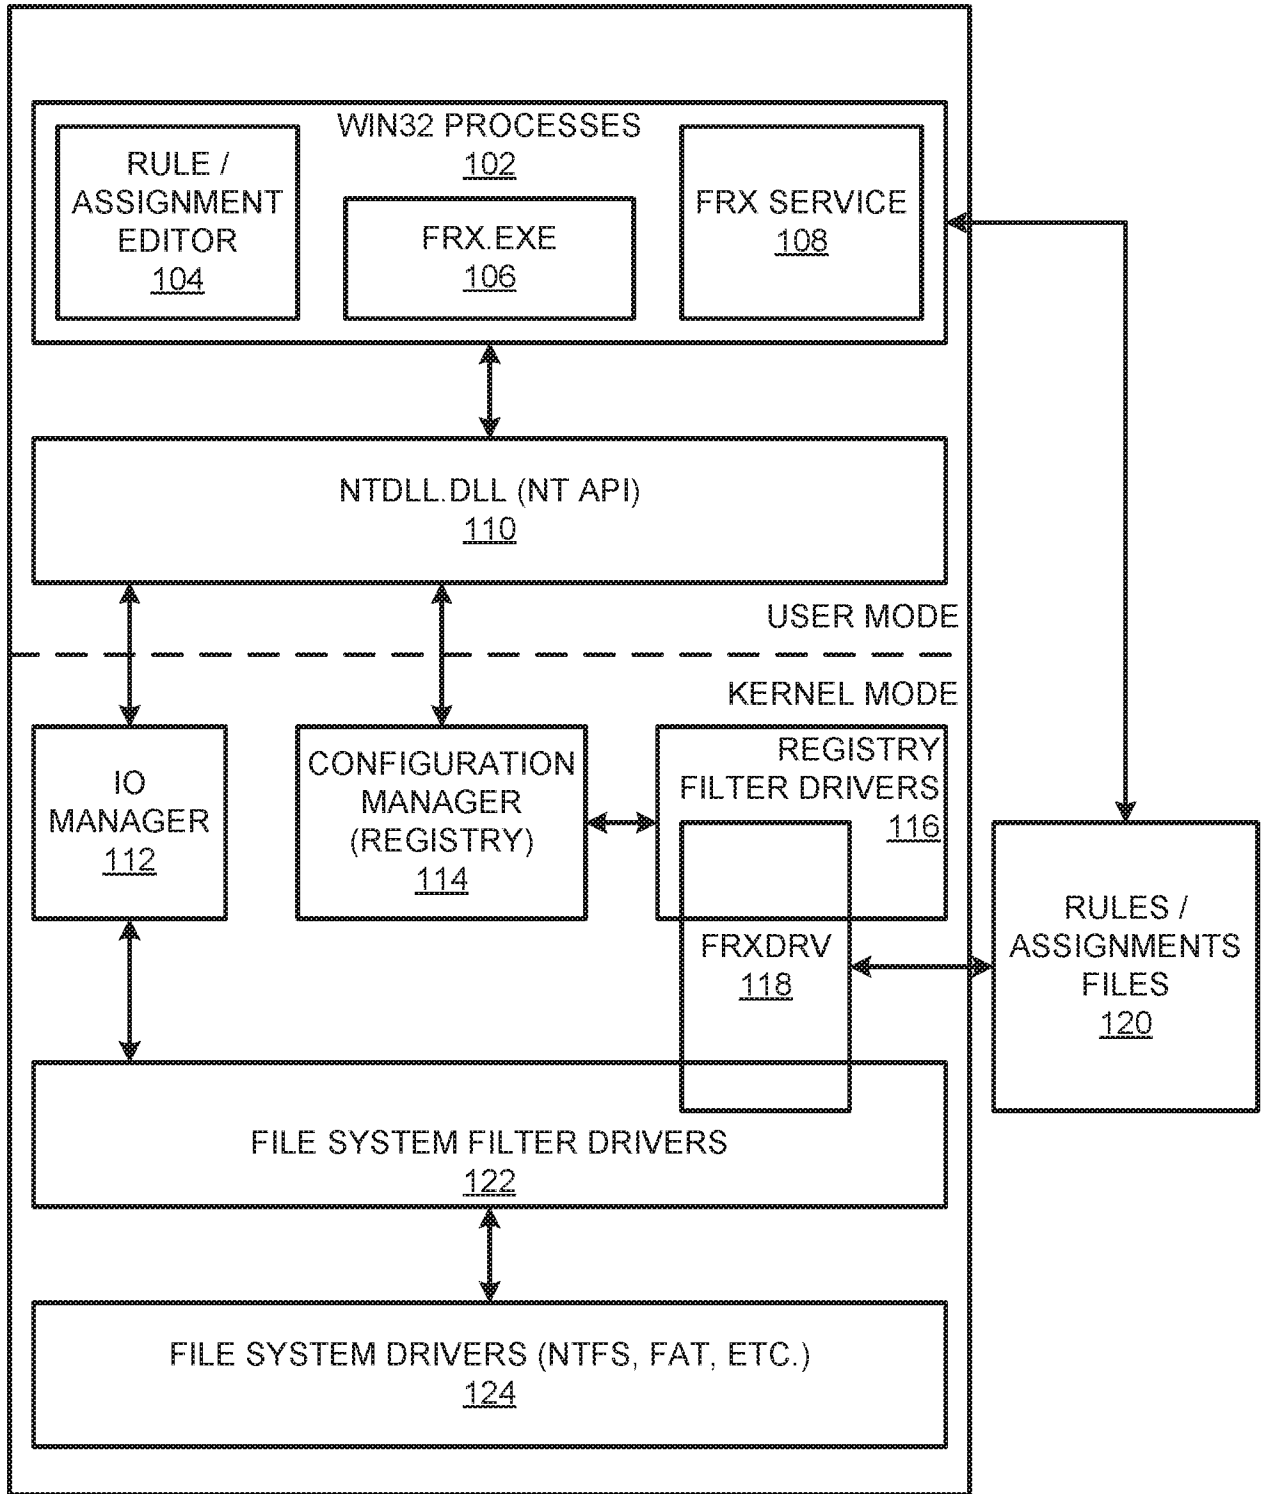 WIN32 PROCESSES
102
RULE /
ASSIGNMENT
EDITOR
104
FRX.EXE
106
FRX SERVICE
108
NTDLL.DLL (NT API)
110
USER MODE
KERNEL MODE
IO
MANAGER
112
CONFIGURATION
MANAGER
(REGISTRY)
114
REGISTRY
FILTER DRIVERS
116
FRXDRV
118
RULES /
ASSIGNMENTS
FILES
120
FILE SYSTEM FILTER DRIVERS
122
FILE SYSTEM DRIVERS (NTFS, FAT, ETC.)
124